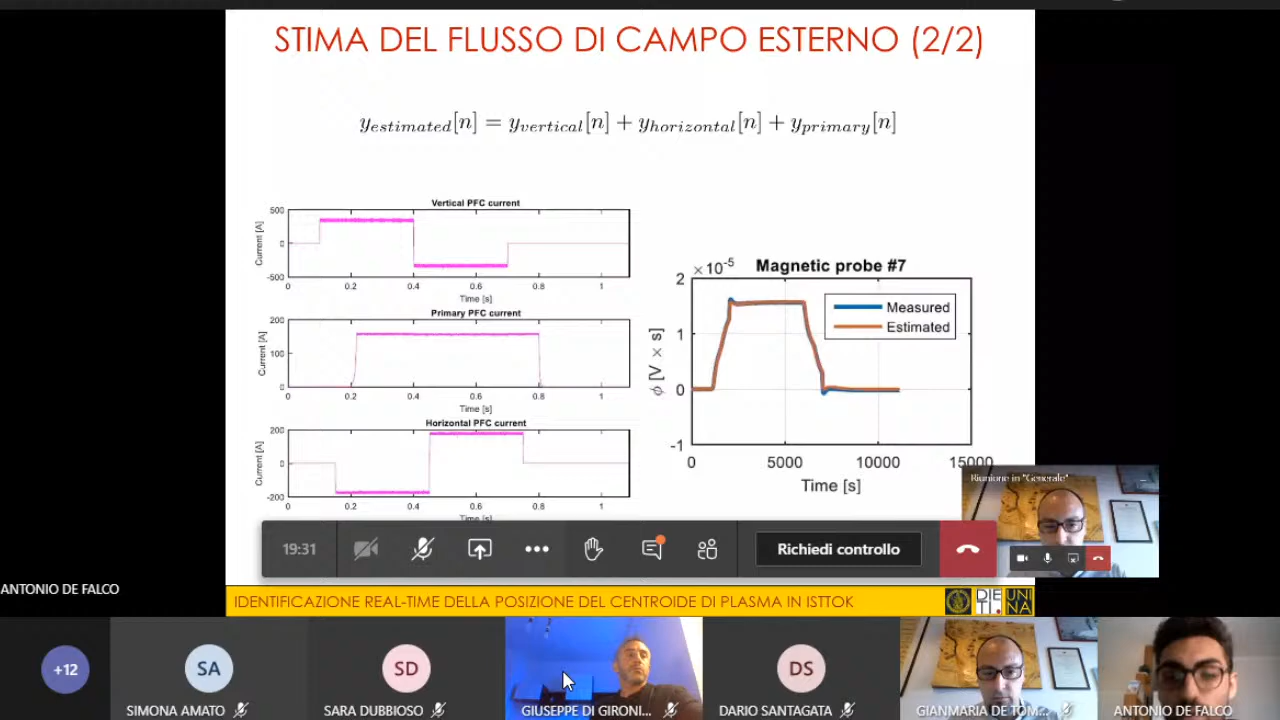 STIMA DEL FLUSSO DI CAMPO ESTERNO (2/2)
y_estimated[n] = y_vertical[n] + y_horizontal[n] + y_primary[n]
Vertical PFC current
500
0
-500
Current [A]
0 0.2 0.4 0.6 0.8 1
Time [s]
Primary PFC current
200
100
0
Current [A]
0 0.2 0.4 0.6 0.8 1
Time [s]
Horizontal PFC current
200
0
-200
Current [A]
0 0.2 0.4 0.6 0.8 1
Time [s]
×10-5
Magnetic probe #7
2
1
0
-1
ϕ [V × s]
Measured
Estimated
0 5000 10000 15000
Time [s]
Riunione in "Generale"
19:31
Richiedi controllo
ANTONIO DE FALCO
IDENTIFICAZIONE REAL-TIME DELLA POSIZIONE DEL CENTROIDE DI PLASMA IN ISTTOK
DIE
TI.
UNI
NA
+12
SA
SD
DS
SIMONA AMATO
SARA DUBBIOSO
GIUSEPPE DI GIRONI...
DARIO SANTAGATA
GIANMARIA DE TOM...
ANTONIO DE FALCO